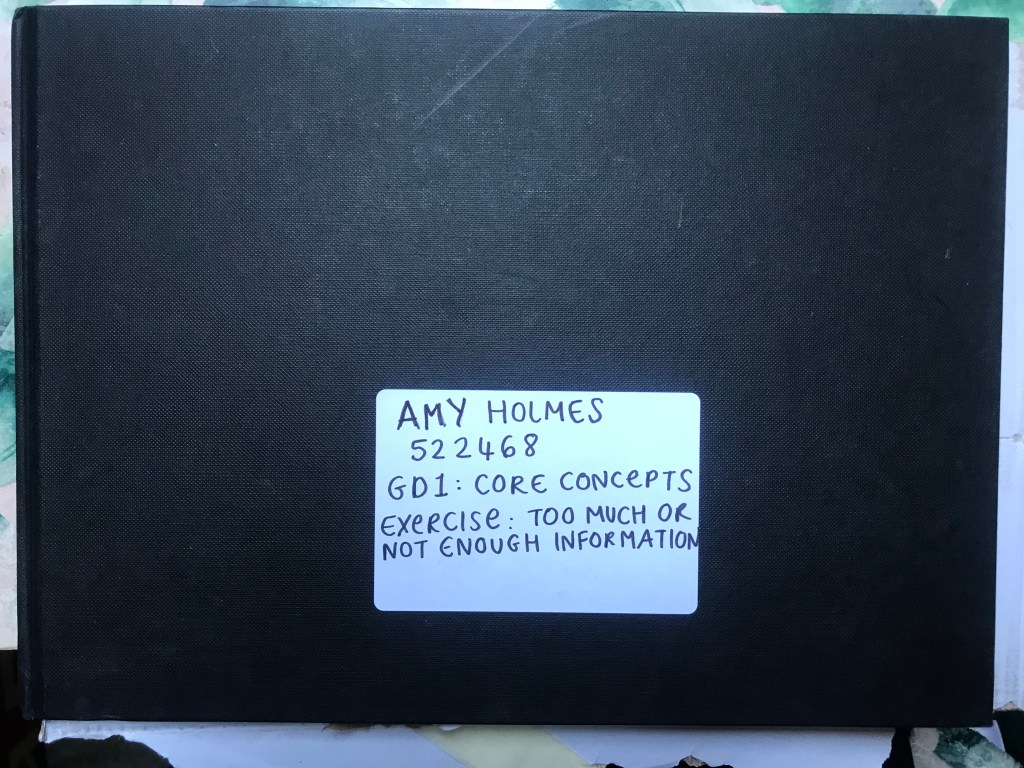 AMY HOLMES
522468
GD1: CORE CONCEPTS
EXERCISE: TOO MUCH OR
NOT ENOUGH INFORMATION